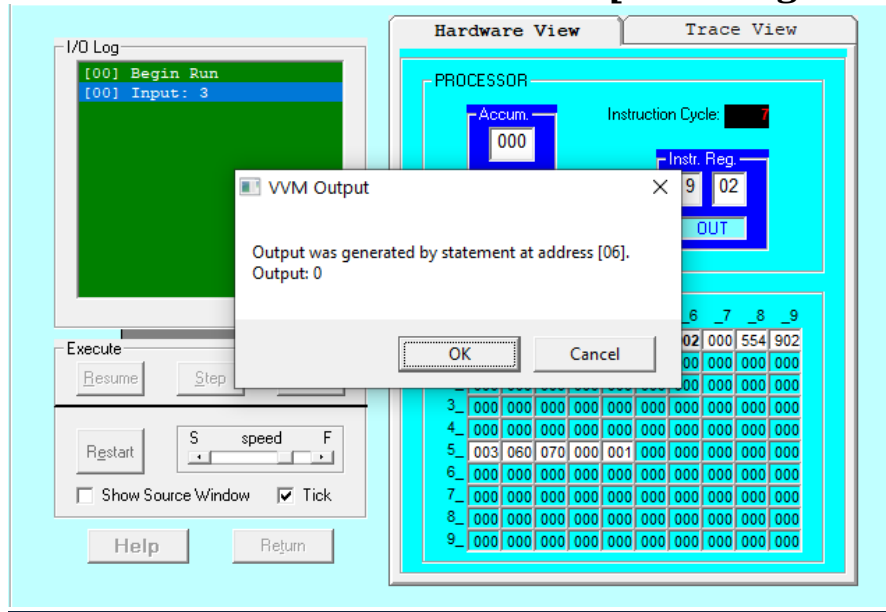 Hardware View
Trace View
I/O Log
[00] Begin Run
[00] Input: 3
PROCESSOR
Accum.
000
Instruction Cycle: 7
Instr. Reg.
9 02
OUT
VVM Output
Output was generated by statement at address [06].
Output: 0
OK
Cancel
_6 _7 _8 _9
02 000 554 902
00 000 000 000
3_ 000 000 000 000 000 000 000 000 000 000
4_ 000 000 000 000 000 000 000 000 000 000
5_ 003 060 070 000 001 000 000 000 000 000
6_ 000 000 000 000 000 000 000 000 000 000
7_ 000 000 000 000 000 000 000 000 000 000
8_ 000 000 000 000 000 000 000 000 000 000
9_ 000 000 000 000 000 000 000 000 000 000
Execute
Resume
Step
Restart
S speed F
Show Source Window
Tick
Help
Return